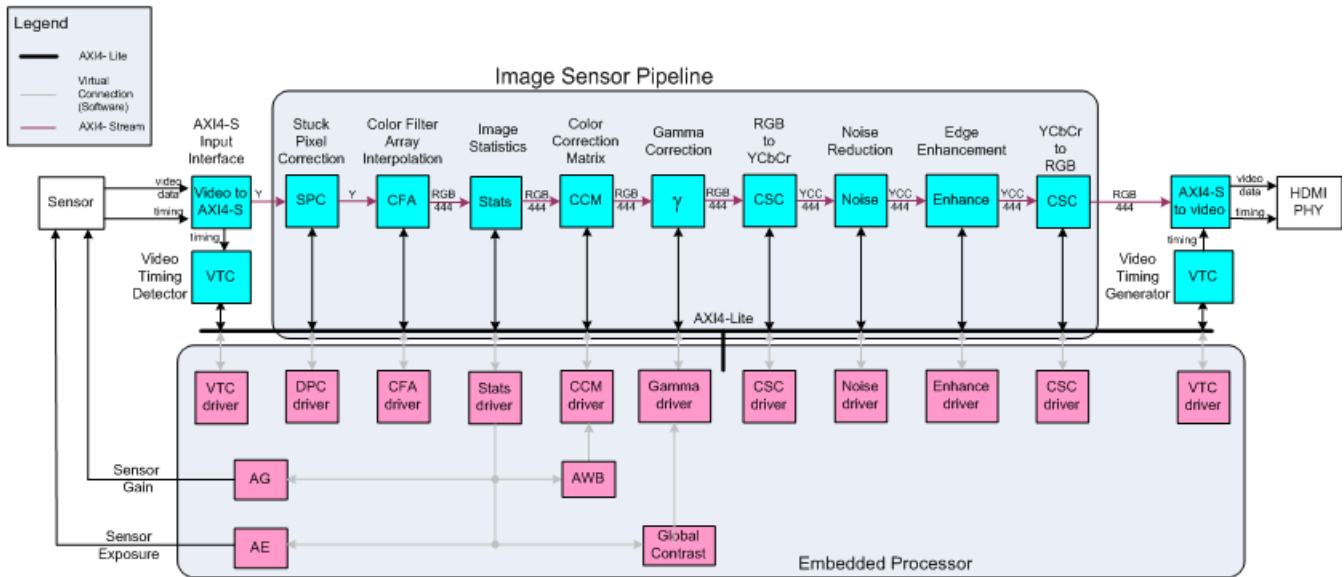 Legend
AXI4- Lite
Virtual
Connection
(Software)
AXI4- Stream
Image Sensor Pipeline
AXI4-S
Input
Interface
Stuck
Pixel
Correction
Color Filter
Array
Interpolation
Image
Statistics
Color
Correction
Matrix
Gamma
Correction
RGB
to
YCbCr
Noise
Reduction
Edge
Enhancement
YCbCr
to
RGB
Sensor
video
data
timing
Video to
AXI4-S
Y
SPC
Y
CFA
RGB
444
Stats
RGB
444
CCM
RGB
444
γ
RGB
444
CSC
YCC
444
Noise
YCC
444
Enhance
YCC
444
CSC
RGB
444
AXI4-S
to video
video
data
timing
HDMI
PHY
timing
timing
Video
Timing
Detector
VTC
Video
Timing
Generator
VTC
AXI4-Lite
VTC
driver
DPC
driver
CFA
driver
Stats
driver
CCM
driver
Gamma
driver
CSC
driver
Noise
driver
Enhance
driver
CSC
driver
VTC
driver
Sensor
Gain
AG
AWB
Sensor
Exposure
AE
Global
Contrast
Embedded Processor